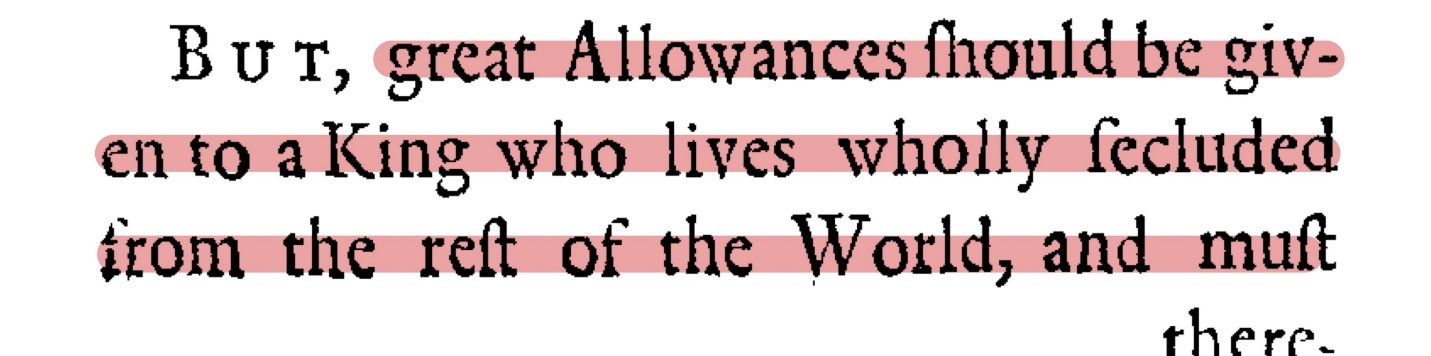 BUT, great Allowances ſhould be giv-
en to a King who lives wholly ſecluded
from the reſt of the World, and muſt
there-